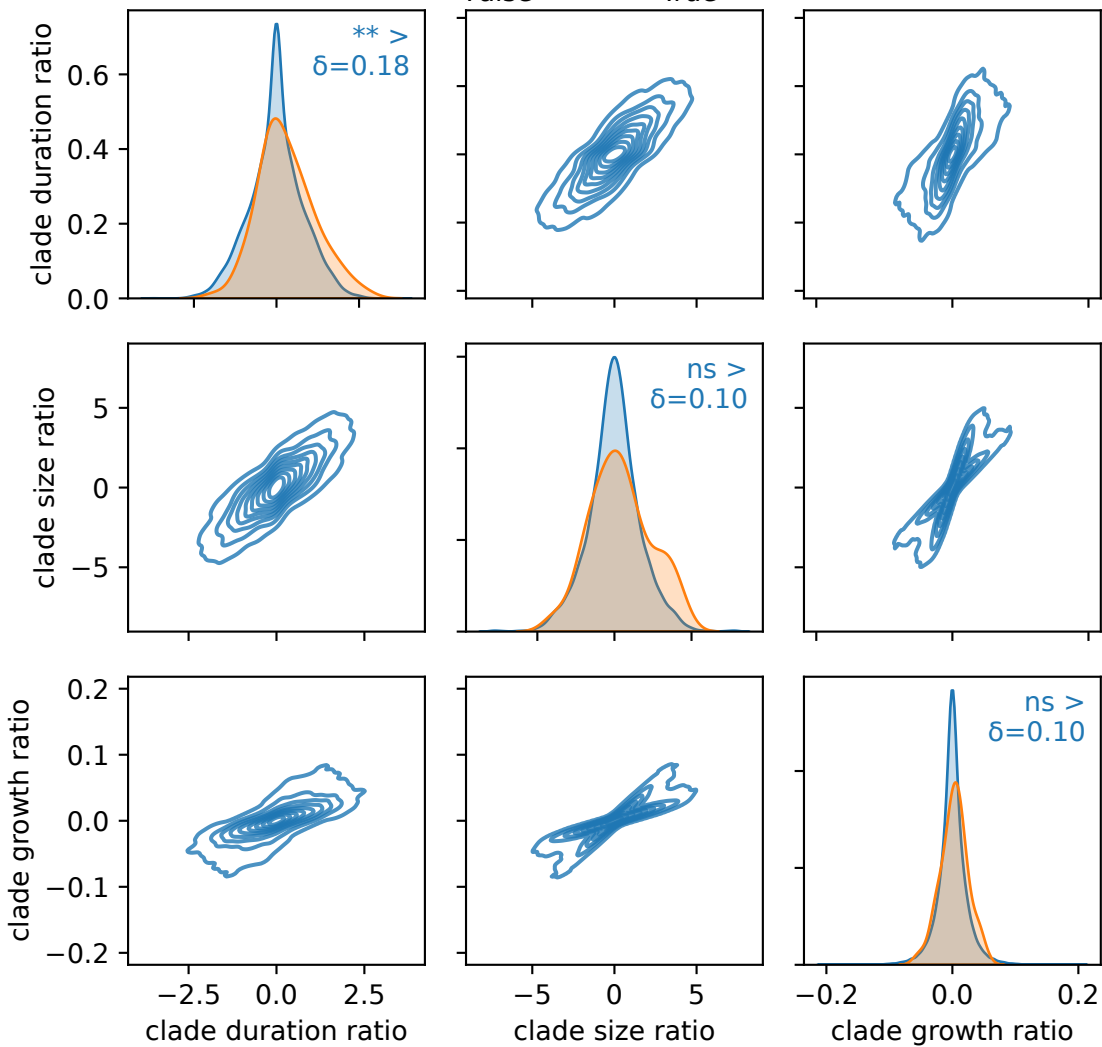 clade duration ratio
0.6
0.4
0.2
0.0
** >
δ=0.18
clade size ratio
5
0
−5
ns >
δ=0.10
clade growth ratio
0.2
0.1
0.0
−0.1
−0.2
ns >
δ=0.10
−2.5 0.0 2.5
−5 0 5
−0.2 0.0 0.2
clade duration ratio
clade size ratio
clade growth ratio